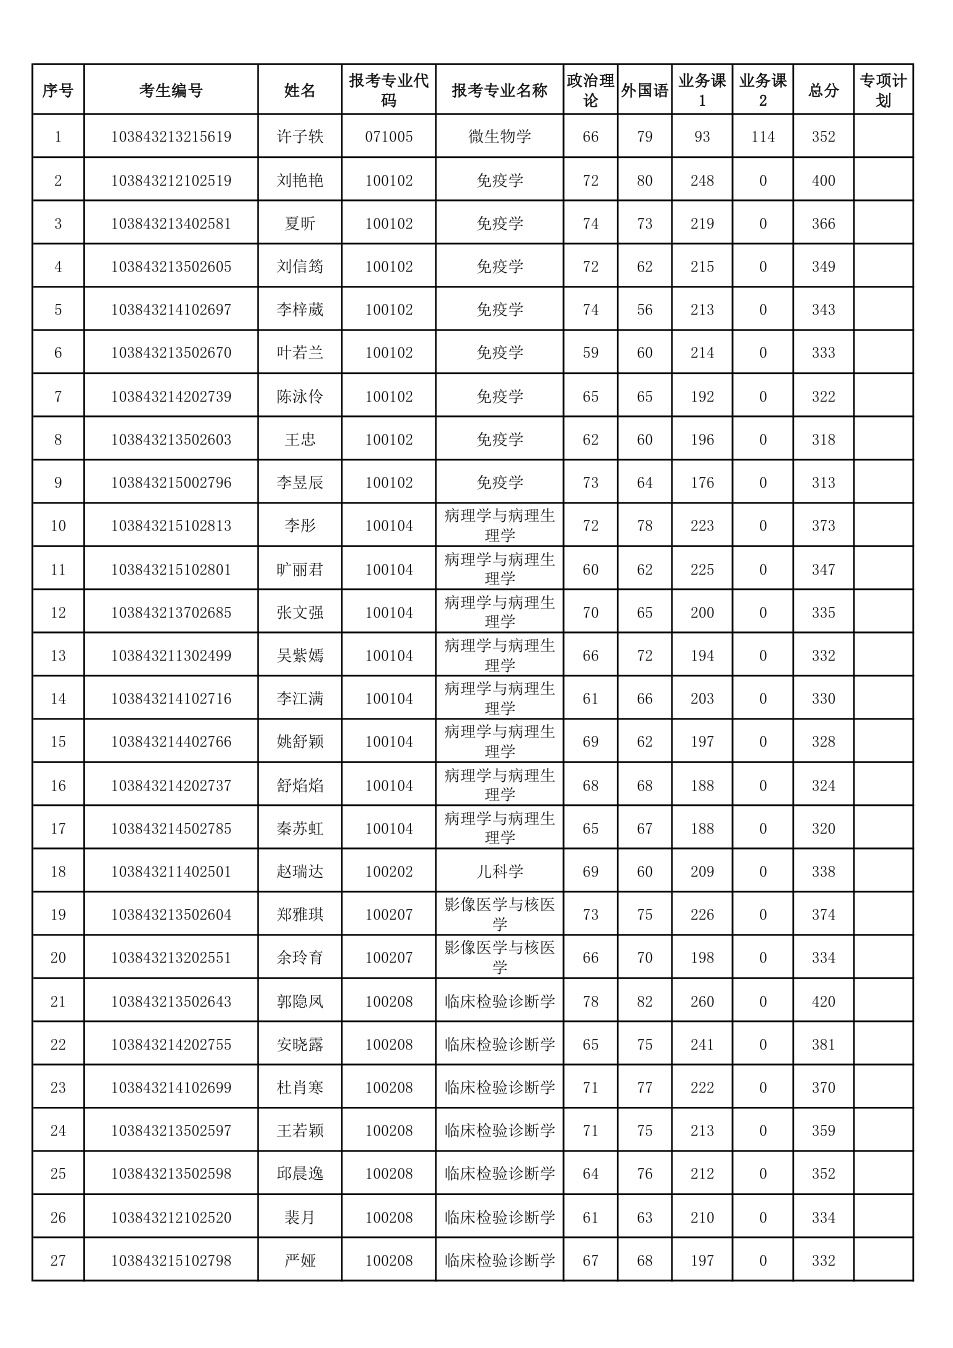 序号 考生编号 姓名 报考专业代码 报考专业名称 政治理论 外国语 业务课1 业务课2 总分 专项计划
1 103843213215619 许子轶 071005 微生物学 66 79 93 114 352
2 103843212102519 刘艳艳 100102 免疫学 72 80 248 0 400
3 103843213402581 夏昕 100102 免疫学 74 73 219 0 366
4 103843213502605 刘信筠 100102 免疫学 72 62 215 0 349
5 103843214102697 李梓葳 100102 免疫学 74 56 213 0 343
6 103843213502670 叶若兰 100102 免疫学 59 60 214 0 333
7 103843214202739 陈泳伶 100102 免疫学 65 65 192 0 322
8 103843213502603 王忠 100102 免疫学 62 60 196 0 318
9 103843215002796 李昱辰 100102 免疫学 73 64 176 0 313
10 103843215102813 李彤 100104 病理学与病理生理学 72 78 223 0 373
11 103843215102801 旷丽君 100104 病理学与病理生理学 60 62 225 0 347
12 103843213702685 张文强 100104 病理学与病理生理学 70 65 200 0 335
13 103843211302499 吴紫嫣 100104 病理学与病理生理学 66 72 194 0 332
14 103843214102716 李江满 100104 病理学与病理生理学 61 66 203 0 330
15 103843214402766 姚舒颖 100104 病理学与病理生理学 69 62 197 0 328
16 103843214202737 舒焰焰 100104 病理学与病理生理学 68 68 188 0 324
17 103843214502785 秦苏虹 100104 病理学与病理生理学 65 67 188 0 320
18 103843211402501 赵瑞达 100202 儿科学 69 60 209 0 338
19 103843213502604 郑雅琪 100207 影像医学与核医学 73 75 226 0 374
20 103843213202551 余玲育 100207 影像医学与核医学 66 70 198 0 334
21 103843213502643 郭隐凤 100208 临床检验诊断学 78 82 260 0 420
22 103843214202755 安晓露 100208 临床检验诊断学 65 75 241 0 381
23 103843214102699 杜肖寒 100208 临床检验诊断学 71 77 222 0 370
24 103843213502597 王若颖 100208 临床检验诊断学 71 75 213 0 359
25 103843213502598 邱晨逸 100208 临床检验诊断学 64 76 212 0 352
26 103843212102520 裴月 100208 临床检验诊断学 61 63 210 0 334
27 103843215102798 严娅 100208 临床检验诊断学 67 68 197 0 332